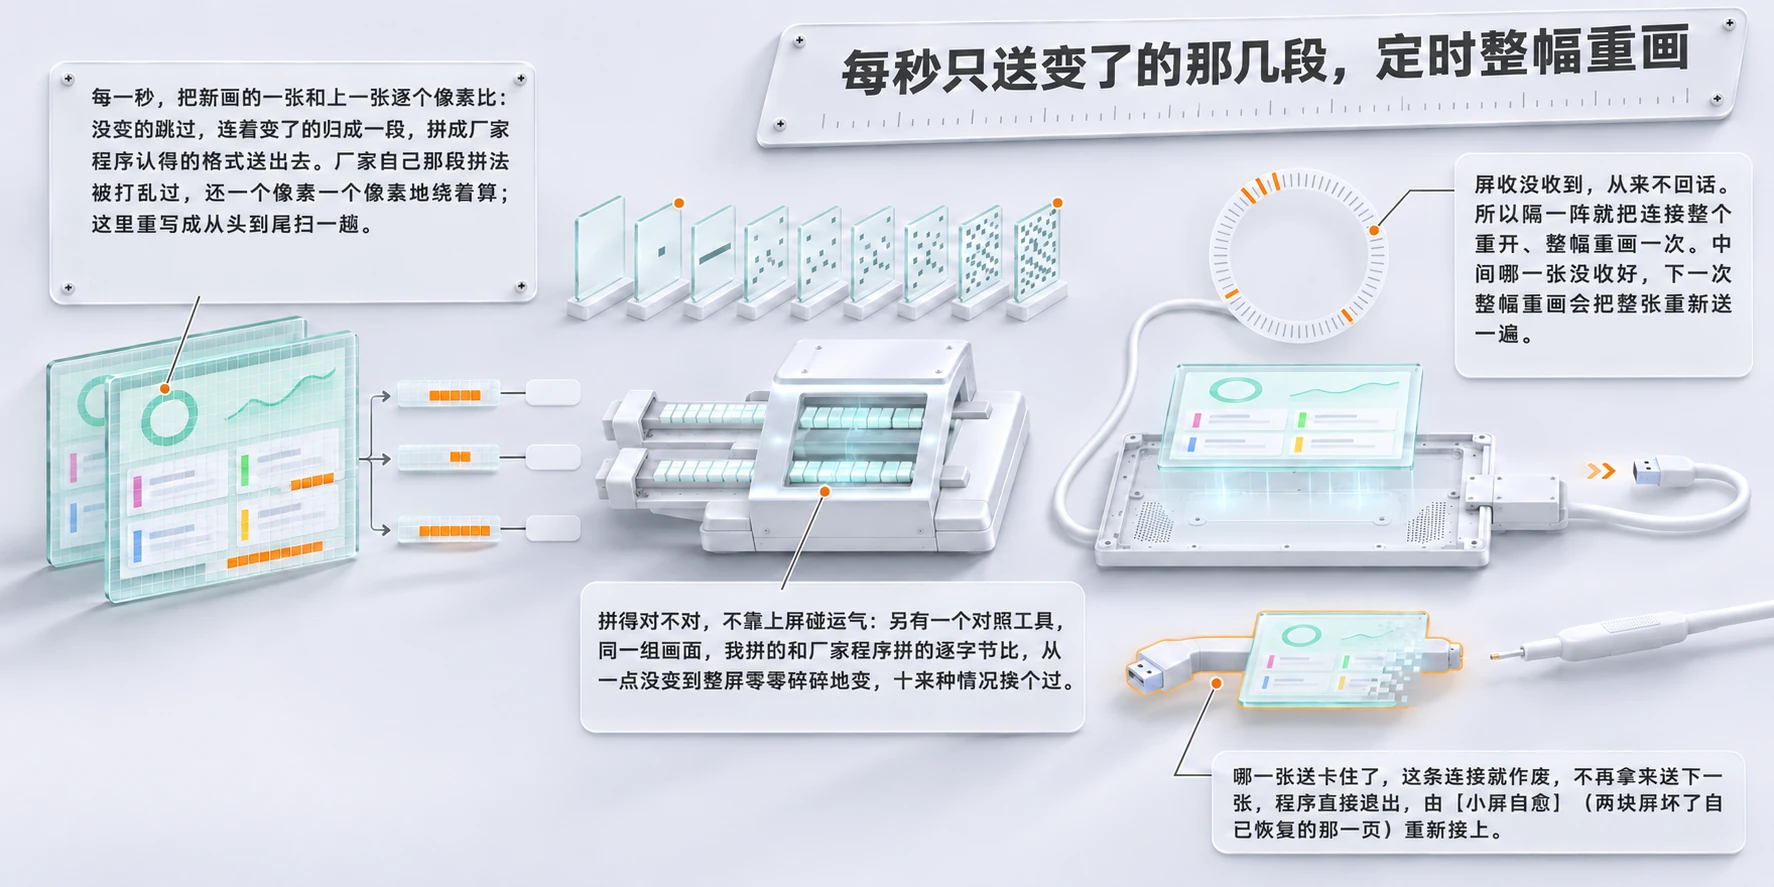 每秒只送变了的那几段，定时整幅重画
每一秒，把新画的一张和上一张逐个像素比：
没变的跳过，连着变了的归成一段，拼成厂家
程序认得的格式送出去。厂家自己那段拼法
被打乱过，还一个像素一个像素地绕着算；
这里重写成从头到尾扫一趟。
屏收没收到，从来不回话。
所以隔一阵就把连接整个
重开、整幅重画一次。中
间哪一张没收好，下一次
整幅重画会把整张重新送
一遍。
拼得对不对，不靠上屏碰运气：另有一个对照工具，
同一组画面，我拼的和厂家程序拼的逐字节比，从
一点没变到整屏零零碎碎地变，十来种情况挨个过。
哪一张送卡住了，这条连接就作废，不再拿来送下一
张，程序直接退出，由【小屏自愈】（两块屏坏了自
己恢复的那一页）重新接上。